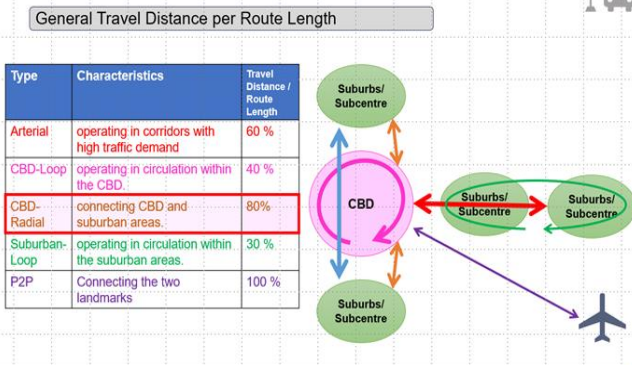 General Travel Distance per Route Length
Type
Characteristics
Travel
Distance /
Route
Length
Arterial
operating in corridors with
high traffic demand
60 %
CBD-Loop
operating in circulation within
the CBD.
40 %
CBD-
Radial
connecting CBD and
suburban areas.
80%
Suburban-
Loop
operating in circulation within
the suburban areas.
30 %
P2P
Connecting the two
landmarks
100 %
Suburbs/
Subcentre
CBD
Suburbs/
Subcentre
Suburbs/
Subcentre
Suburbs/
Subcentre